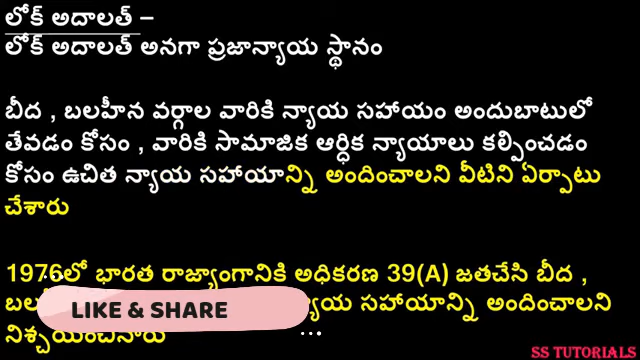 లోక్ అదాలత్ –
లోక్ అదాలత్ అనగా ప్రజాన్యాయ స్థానం
బీద , బలహీన వర్గాల వారికి న్యాయ సహాయం అందుబాటులో
తేవడం కోసం , వారికి సామాజిక ఆర్ధిక న్యాయాలు కల్పించడం
కోసం ఉచిత న్యాయ సహాయాన్ని అందించాలని వీటిని ఏర్పాటు
చేశారు
1976లో భారత రాజ్యాంగానికి అధికరణ 39(A) జతచేసి బీద ,
సహాయాన్ని అందించాలని
LIKE & SHARE
...
SS TUTORIALS